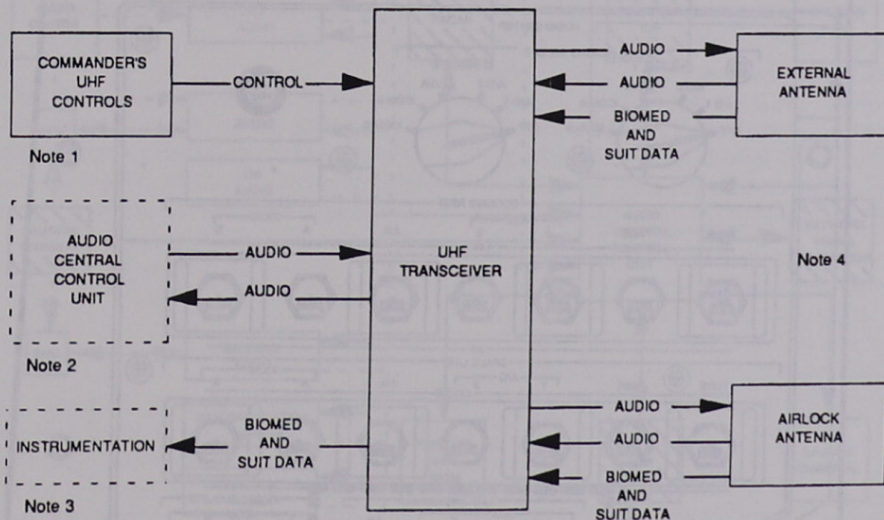 COMMANDER'S
UHF
CONTROLS
Note 1
CONTROL
AUDIO
AUDIO
BIOMED
AND
SUIT DATA
EXTERNAL
ANTENNA
AUDIO
CENTRAL
CONTROL
UNIT
Note 2
AUDIO
AUDIO
UHF
TRANSCEIVER
Note 4
INSTRUMENTATION
Note 3
BIOMED
AND
SUIT DATA
AUDIO
AUDIO
BIOMED
AND
SUIT DATA
AIRLOCK
ANTENNA